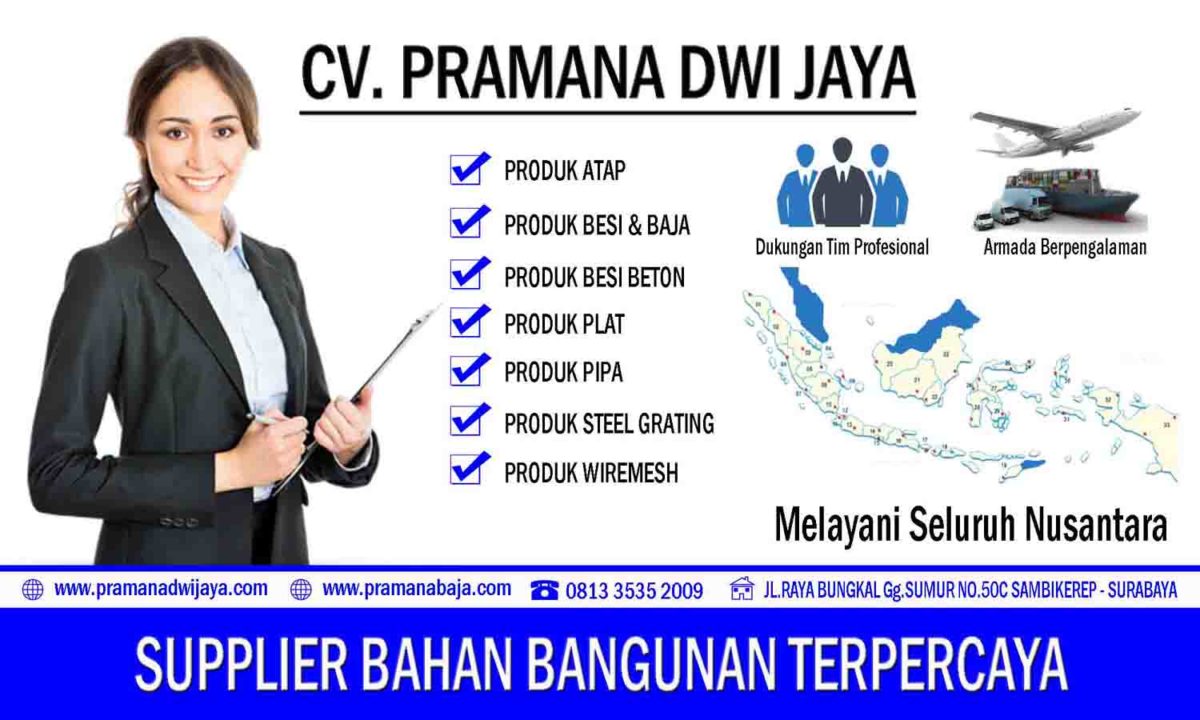 CV. PRAMANA DWI JAYA
PRODUK ATAP
PRODUK BESI & BAJA
PRODUK BESI BETON
PRODUK PLAT
PRODUK PIPA
PRODUK STEEL GRATING
PRODUK WIREMESH
Dukungan Tim Profesional
Armada Berpengalaman
Melayani Seluruh Nusantara
www.pramanadwijaya.com www.pramanabaja.com 0813 3535 2009 JL.RAYA BUNGKAL Gg.SUMUR NO.50C SAMBIKEREP - SURABAYA
SUPPLIER BAHAN BANGUNAN TERPERCAYA